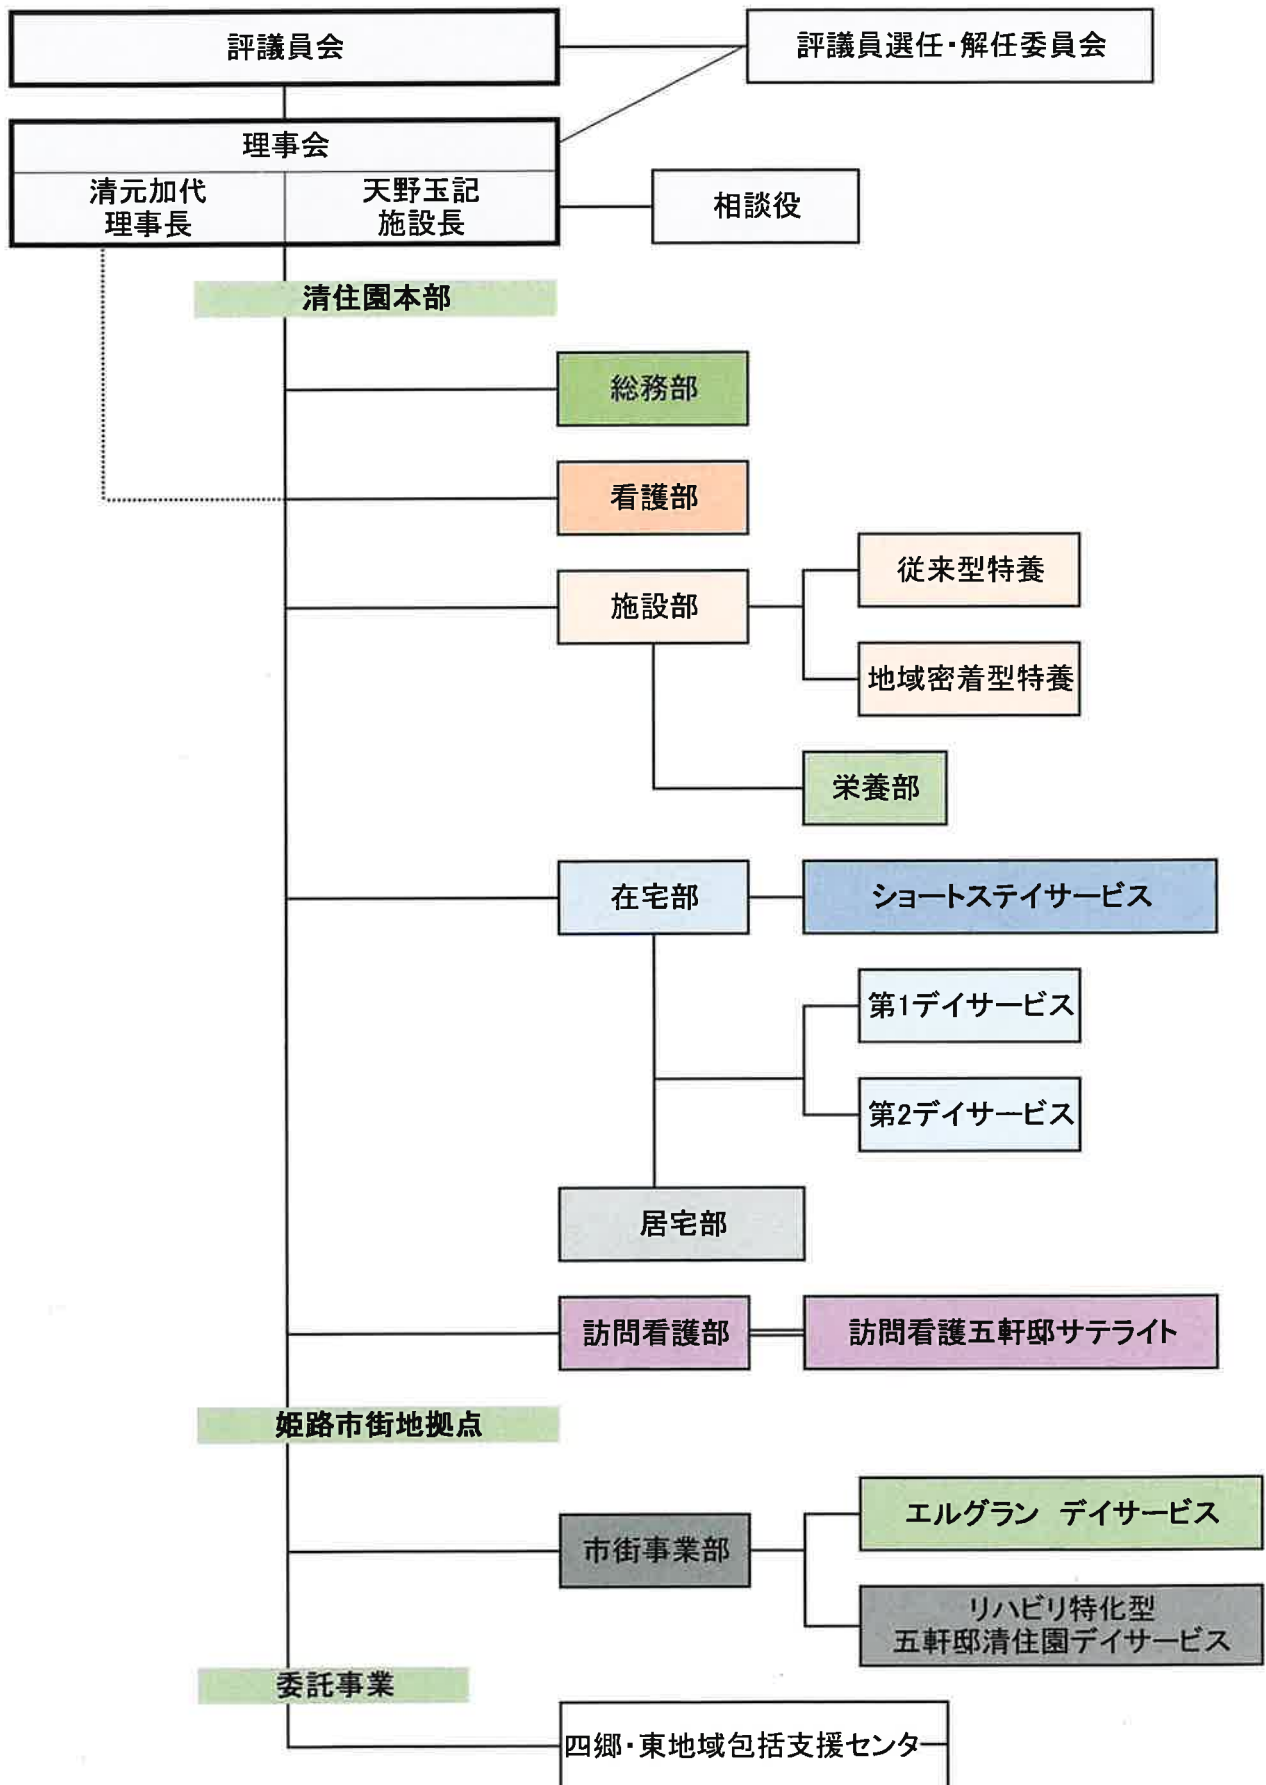 評議員会
評議員選任・解任委員会
理事会
清元加代
理事長
天野玉記
施設長
相談役
清住園本部
総務部
看護部
従来型特養
施設部
地域密着型特養
栄養部
在宅部
ショートステイサービス
第1デイサービス
第2デイサービス
居宅部
訪問看護部
訪問看護五軒邸サテライト
姫路市街地拠点
エルグラン　デイサービス
市街事業部
リハビリ特化型
五軒邸清住園デイサービス
委託事業
四郷・東地域包括支援センター